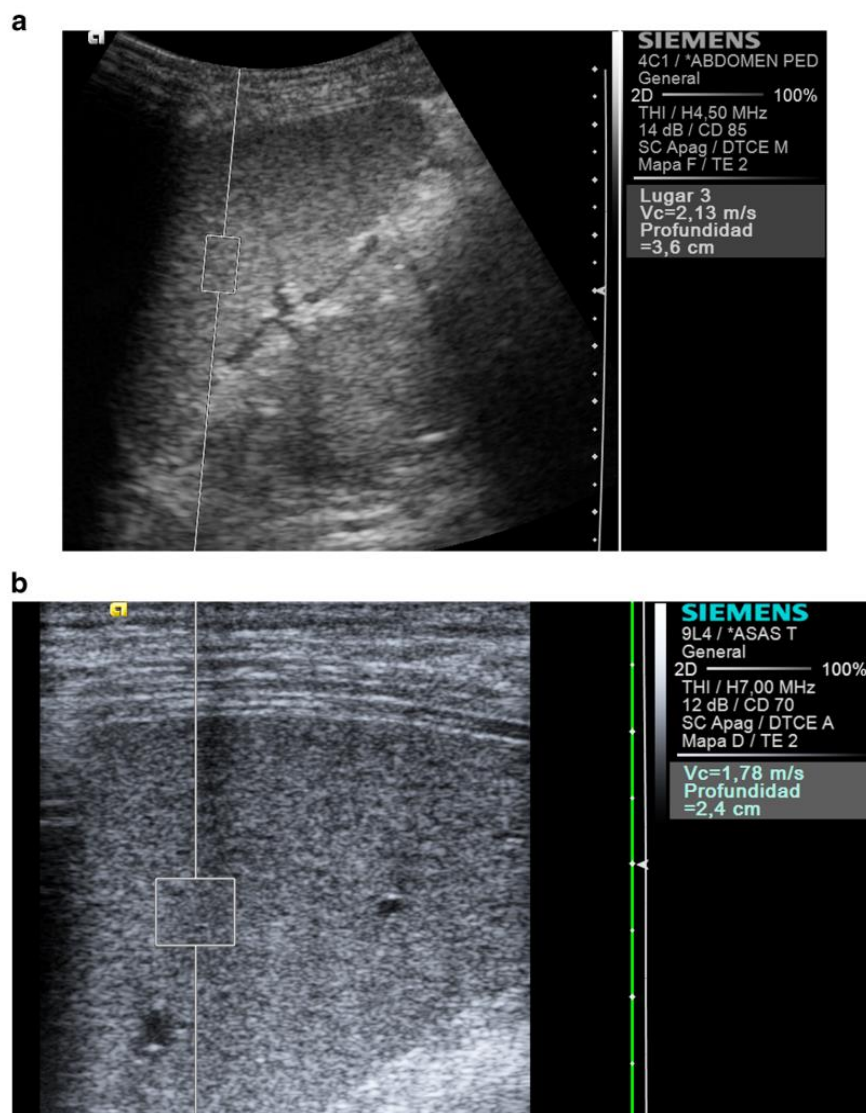 a
SIEMENS
4C1 / *ABDOMEN PED
General
2D 100%
THI / H4,50 MHz
14 dB / CD 85
SC Apag / DTCE M
Mapa F / TE 2
Lugar 3
Vc=2,13 m/s
Profundidad
=3,6 cm
b
SIEMENS
9L4 / *ASAS T
General
2D 100%
THI / H7,00 MHz
12 dB / CD 70
SC Apag / DTCE A
Mapa D / TE 2
Vc=1,78 m/s
Profundidad
=2,4 cm